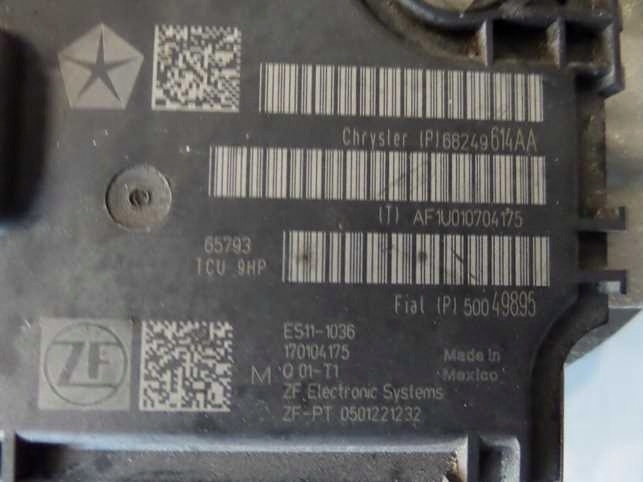 Chrysler (P)68249614AA
(T) AF1U010704175
65793
TCU 9HP
Fiat (P) 50049895
ZF
ES11-1036
170104175
M Q 01-T1
ZF Electronic Systems
ZF-PT 0501221232
Made in
Mexico